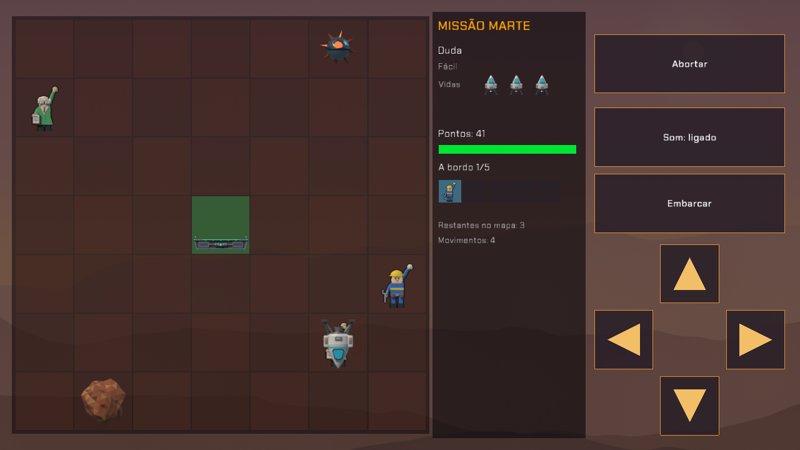 MISSÃO MARTE
Duda
Fácil
Vidas
Pontos: 41
A bordo 1/5
Restantes no mapa: 3
Movimentos: 4
Abortar
Som: ligado
Embarcar